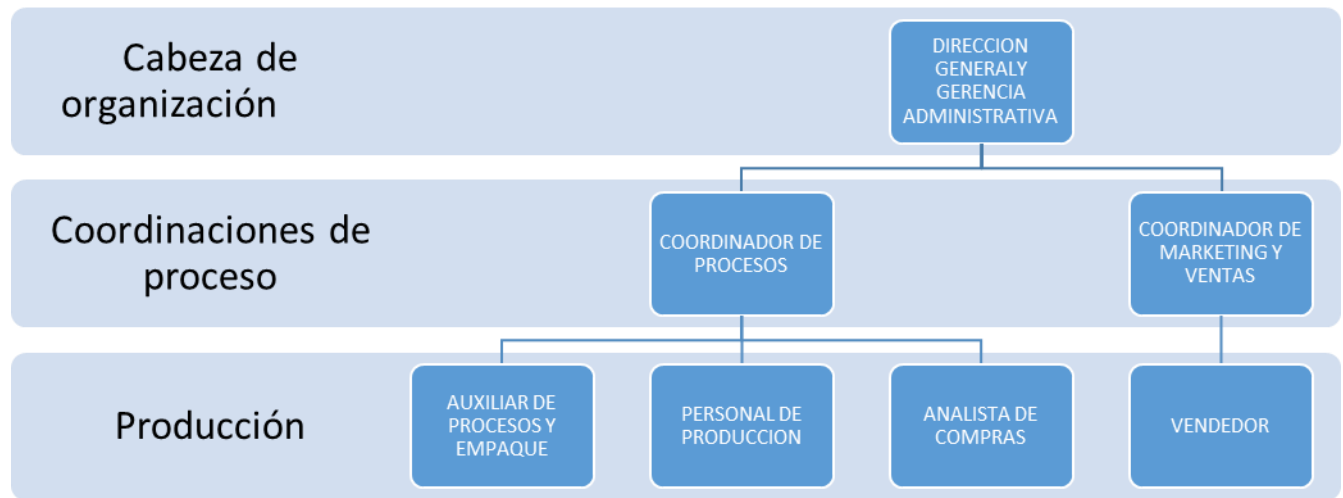 Cabeza de
organización
DIRECCION
GENERALY
GERENCIA
ADMINISTRATIVA
Coordinaciones de
proceso
COORDINADOR DE
PROCESOS
COORDINADOR DE
MARKETING Y
VENTAS
Producción
AUXILIAR DE
PROCESOS Y
EMPAQUE
PERSONAL DE
PRODUCCION
ANALISTA DE
COMPRAS
VENDEDOR